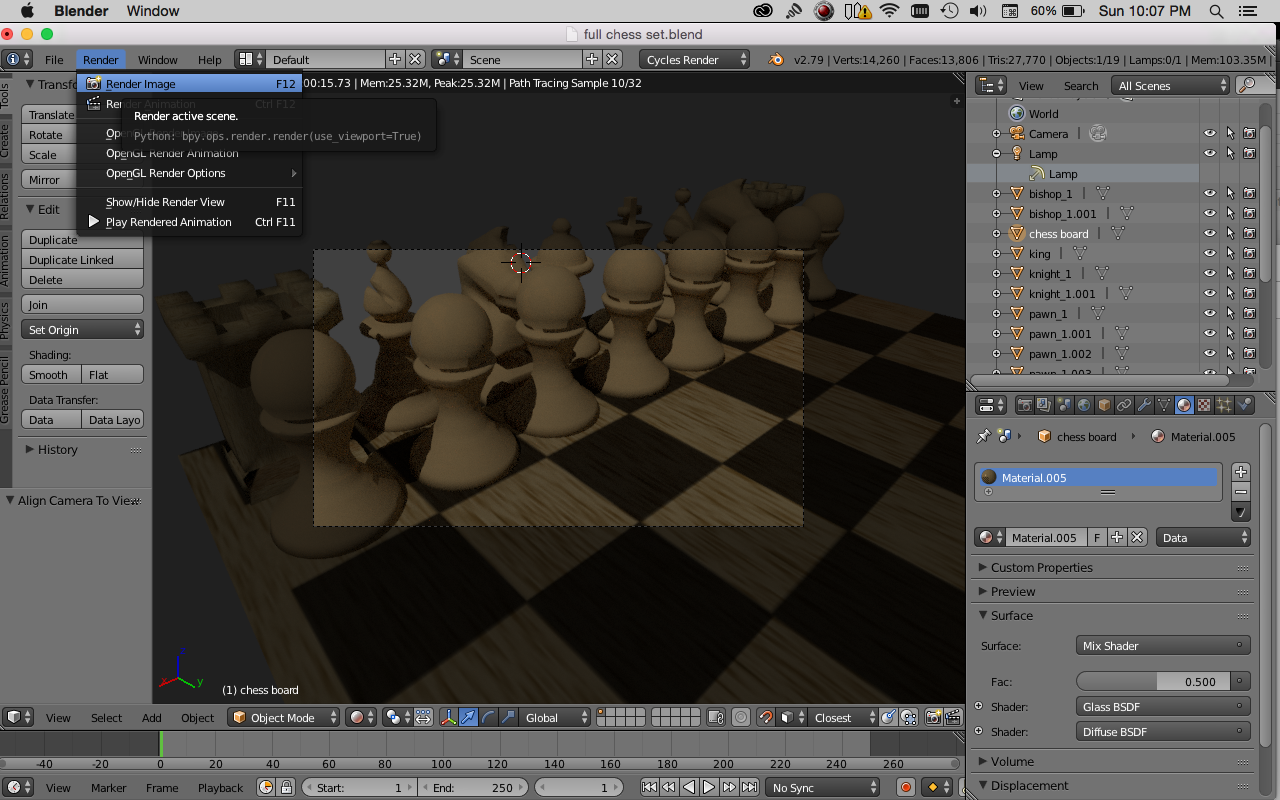 Blender Window 60% Sun 10:07 PM
full chess set.blend
File Render Window Help Default Scene Cycles Render v2.79 | Verts:14,260 | Faces:13,806 | Tris:27,770 | Objects:1/19 | Lamps:0/1 | Mem:103.35M |
Render Image F12
00:15.73 | Mem:25.32M, Peak:25.32M | Path Tracing Sample 10/32
View Search All Scenes
Render Animation Ctrl F12
Render active scene.
Python: bpy.ops.render.render(use_viewport=True)
OpenGL Render Animation
OpenGL Render Options
Show/Hide Render View F11
Play Rendered Animation Ctrl F11
Tools
Create
Relations
Animation
Physics
Grease Pencil
Translate
Rotate
Scale
Mirror
Edit
Duplicate
Duplicate Linked
Delete
Join
Set Origin
Shading:
Smooth Flat
Data Transfer:
Data Data Layo
History
Align Camera To View
World
Camera
Lamp
Lamp
bishop_1
bishop_1.001
chess board
king
knight_1
knight_1.001
pawn_1
pawn_1.001
pawn_1.002
pawn_1.003
chess board Material.005
Material.005
Material.005 F Data
Custom Properties
Preview
Surface
Surface: Mix Shader
Fac: 0.500
Shader: Glass BSDF
Shader: Diffuse BSDF
Volume
Displacement
z
x y
(1) chess board
View Select Add Object Object Mode Global Closest
-40 -20 0 20 40 60 80 100 120 140 160 180 200 220 240 260
View Marker Frame Playback Start: 1 End: 250 1 No Sync